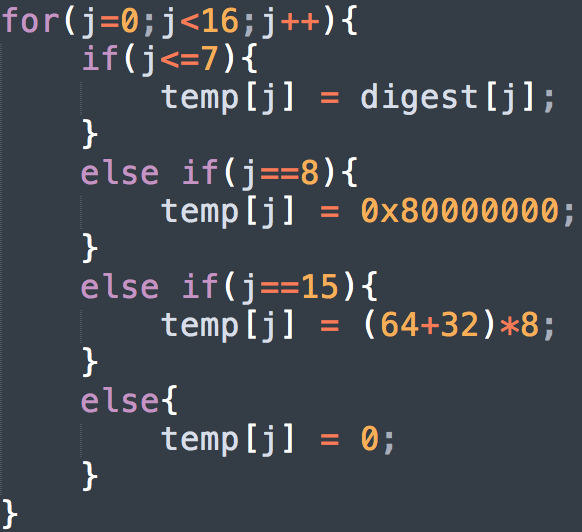 for(j=0;j<16;j++){
    if(j<=7){
        temp[j] = digest[j];
    }
    else if(j==8){
        temp[j] = 0x80000000;
    }
    else if(j==15){
        temp[j] = (64+32)*8;
    }
    else{
        temp[j] = 0;
    }
}